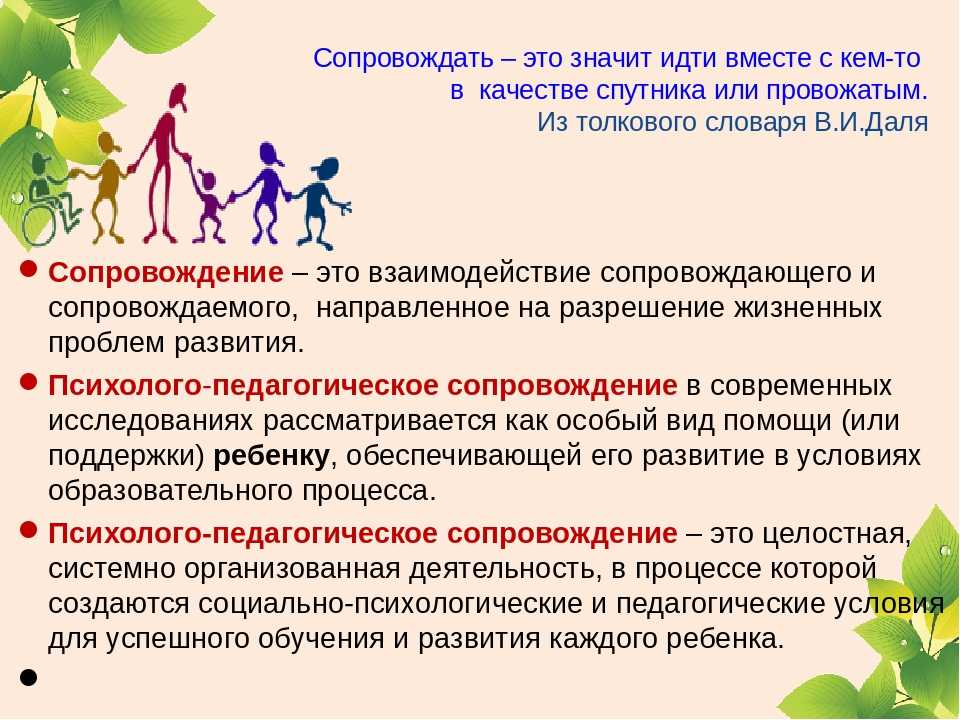 Сопровождать – это значит идти вместе с кем-то
в качестве спутника или провожатым.
Из толкового словаря В.И.Даля
Сопровождение – это взаимодействие сопровождающего и
сопровождаемого, направленное на разрешение жизненных
проблем развития.
Психолого-педагогическое сопровождение в современных
исследованиях рассматривается как особый вид помощи (или
поддержки) ребенку, обеспечивающей его развитие в условиях
образовательного процесса.
Психолого-педагогическое сопровождение – это целостная,
системно организованная деятельность, в процессе которой
создаются социально-психологические и педагогические условия
для успешного обучения и развития каждого ребенка.